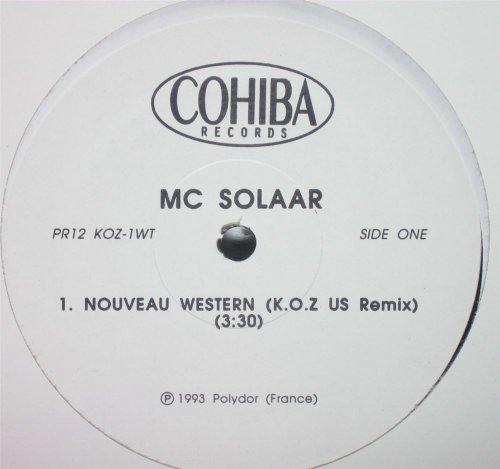 COHIBA
RECORDS
MC SOLAAR
PR12 KOZ-1WT SIDE ONE
1. NOUVEAU WESTERN (K.O.Z US Remix)
(3:30)
Ⓟ 1993 Polydor (France)